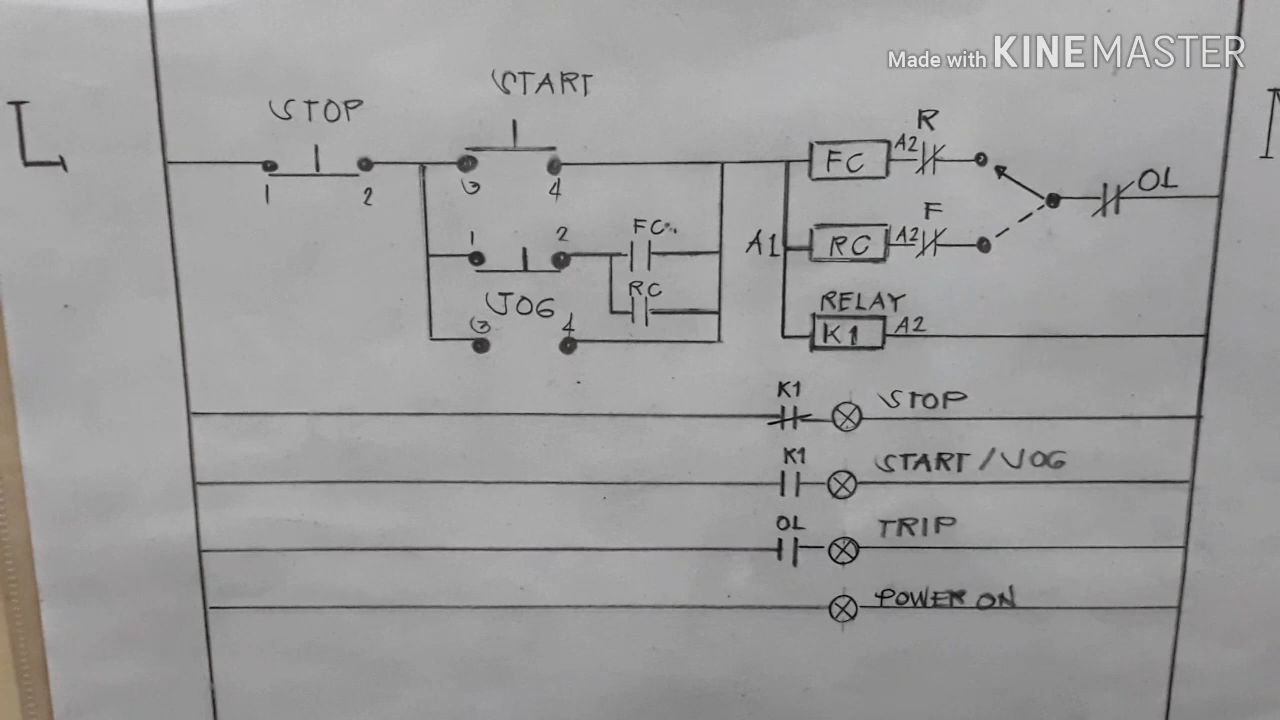 Made with KINEMASTER
START
STOP
L
N
R
FC A2
3 4
1 2
OL
F
1 2 FC
A1 RC A2
RC
JOG
RELAY
3 4
K1 A2
K1
STOP
K1
START/JOG
OL
TRIP
POWER ON